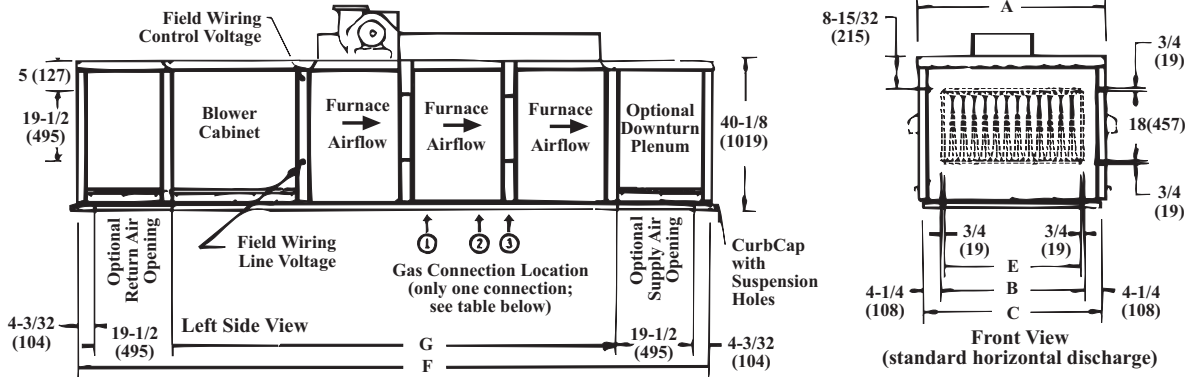 Field Wiring
Control Voltage
5 (127)
19-1/2
(495)
Blower
Cabinet
Furnace
Airflow
Furnace
Airflow
Furnace
Airflow
Optional
Downturn
Plenum
40-1/8
(1019)
Optional
Return Air
Opening
Field Wiring
Line Voltage
1
2
3
Gas Connection Location
(only one connection;
see table below)
Optional
Supply Air
Opening
CurbCap
with
Suspension
Holes
4-3/32
(104)
19-1/2
(495)
Left Side View
G
F
19-1/2
(495)
4-3/32
(104)
A
8-15/32
(215)
3/4
(19)
18(457)
3/4
(19)
3/4
(19)
3/4
(19)
E
B
C
4-1/4
(108)
4-1/4
(108)
Front View
(standard horizontal discharge)